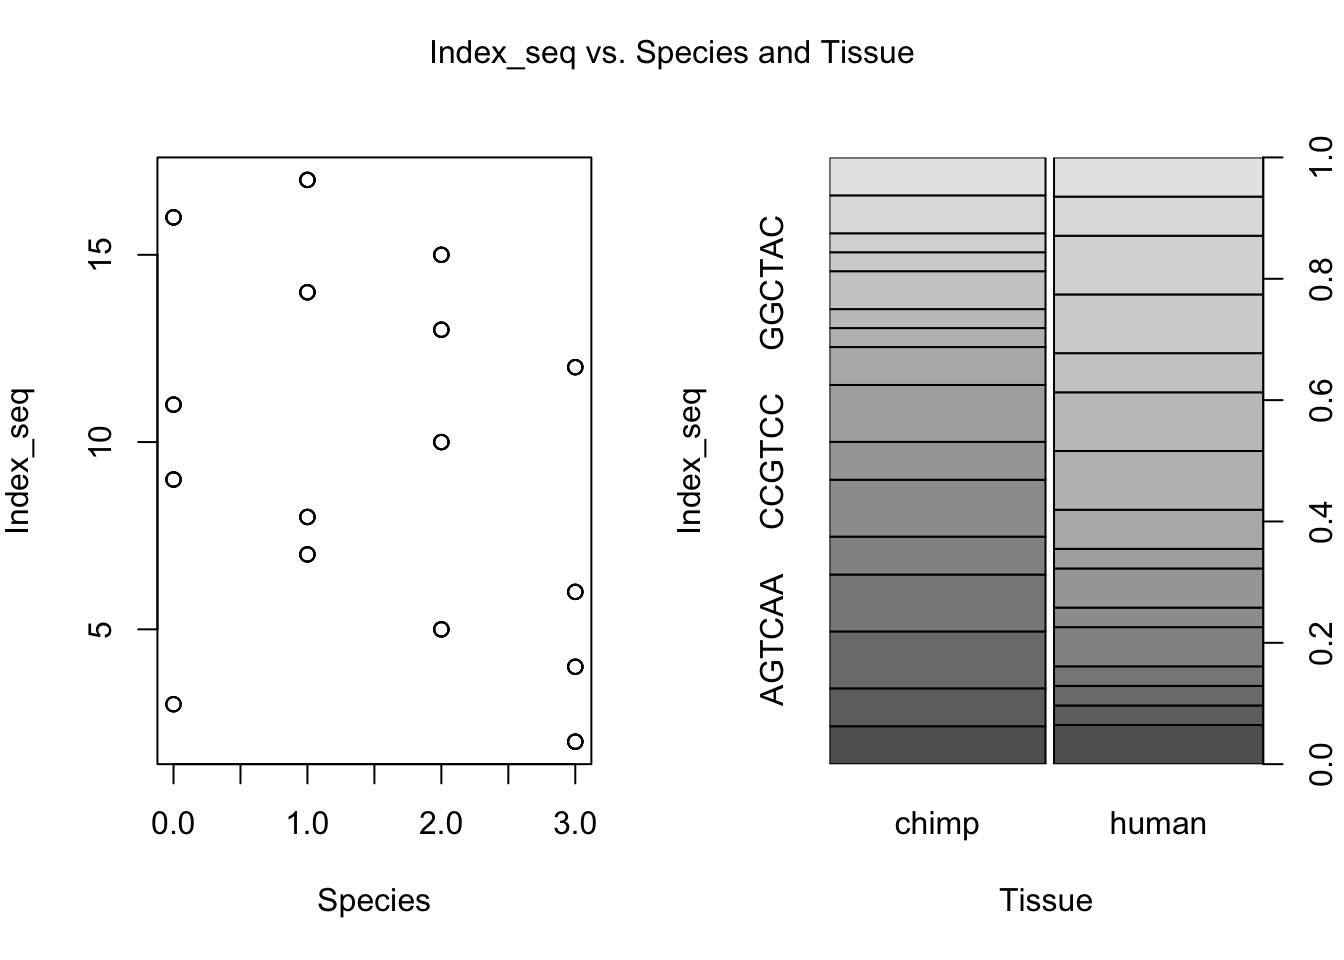 Index_seq vs. Species and Tissue
Index_seq
15
10
5
0.0 1.0 2.0 3.0
Species
Index_seq
GGCTAC
CCGTCC
AGTCAA
1.0
0.8
0.6
0.4
0.2
0.0
chimp human
Tissue